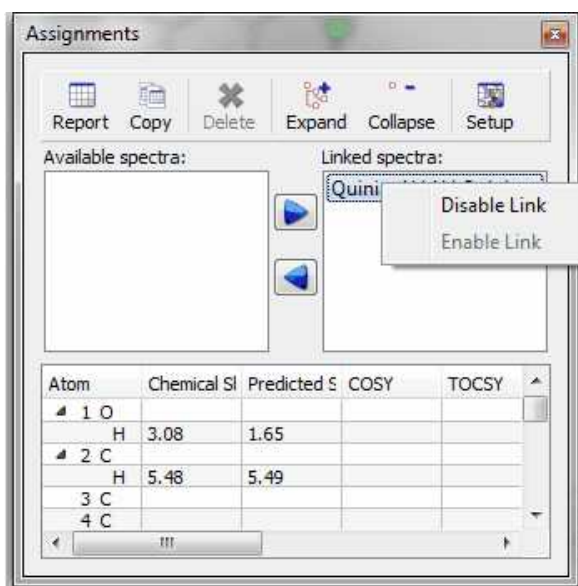 Assignments
Report Copy Delete Expand Collapse Setup
Available spectra: Linked spectra:
Disable Link
Enable Link
Atom Chemical Sl Predicted S COSY TOCSY
1 O
H 3.08 1.65
2 C
H 5.48 5.49
3 C
4 C